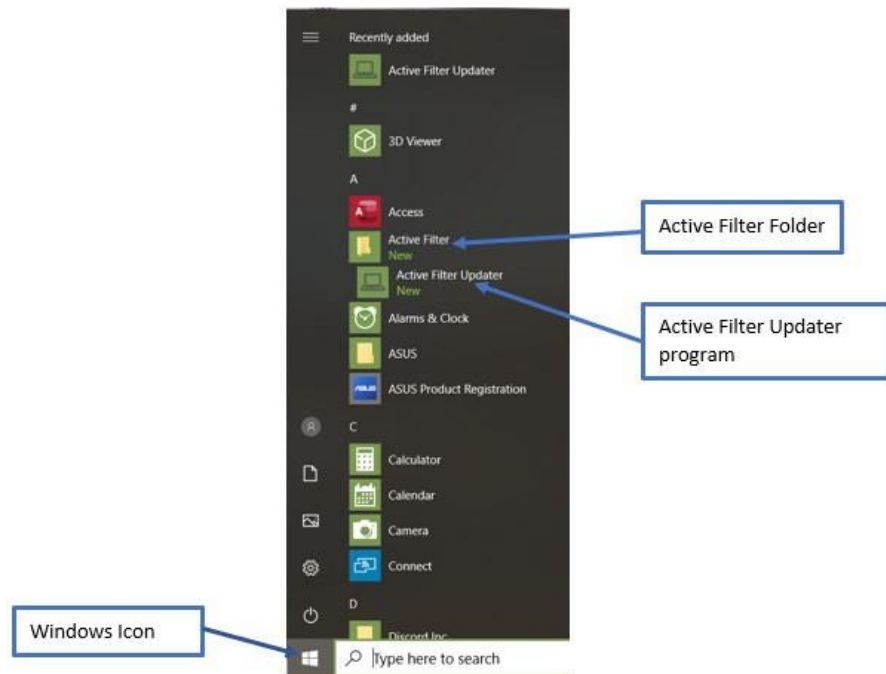 Recently added
Active Filter Updater
#
3D Viewer
A
Access
Active Filter
New
Active Filter Updater
New
Alarms & Clock
ASUS
ASUS Product Registration
C
Calculator
Calendar
Camera
Connect
D
Discord Inc
Type here to search
Active Filter Folder
Active Filter Updater
program
Windows Icon